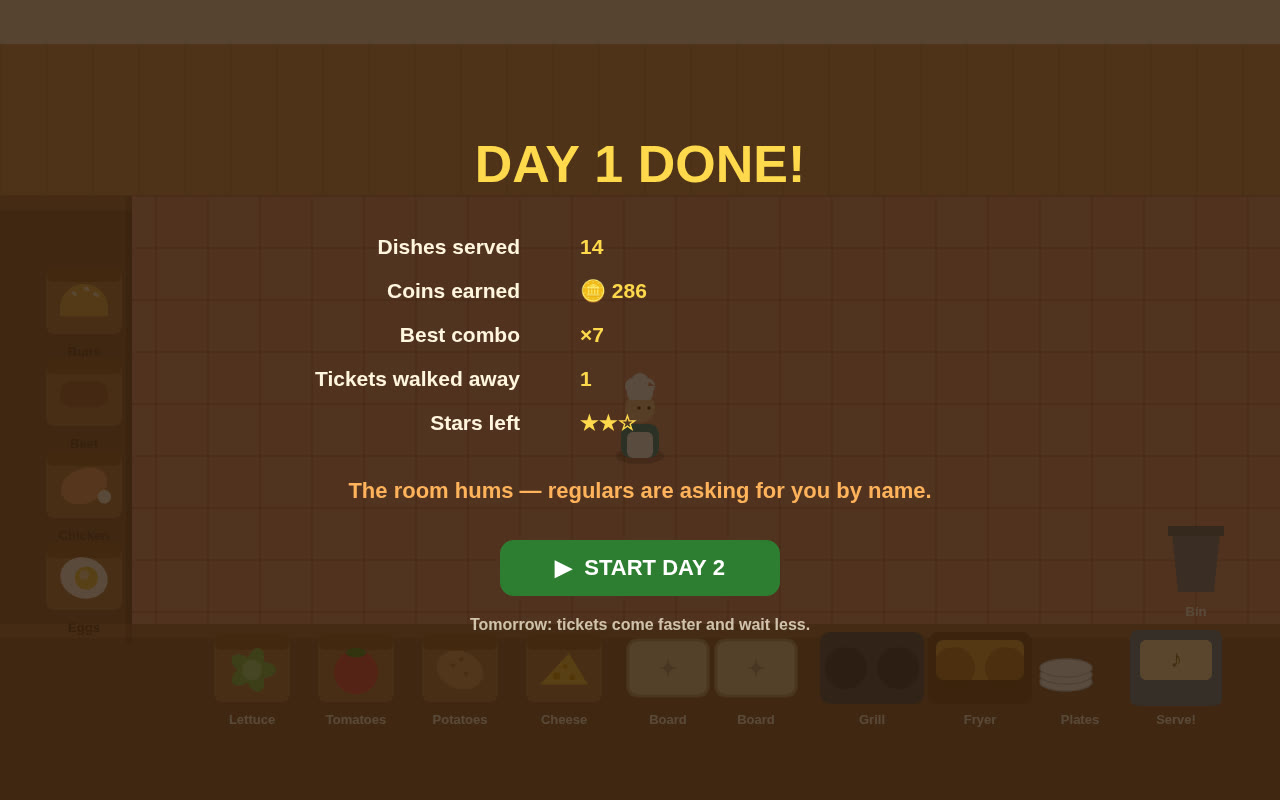 DAY 1 DONE!
Dishes served 14
Coins earned 🪙 286
Best combo ×7
Tickets walked away 1
Stars left ★★☆
The room hums — regulars are asking for you by name.
▶ START DAY 2
Tomorrow: tickets come faster and wait less.
Buns
Beef
Chicken
Eggs
Bin
Lettuce
Tomatoes
Potatoes
Cheese
Board
Board
Grill
Fryer
Plates
Serve!